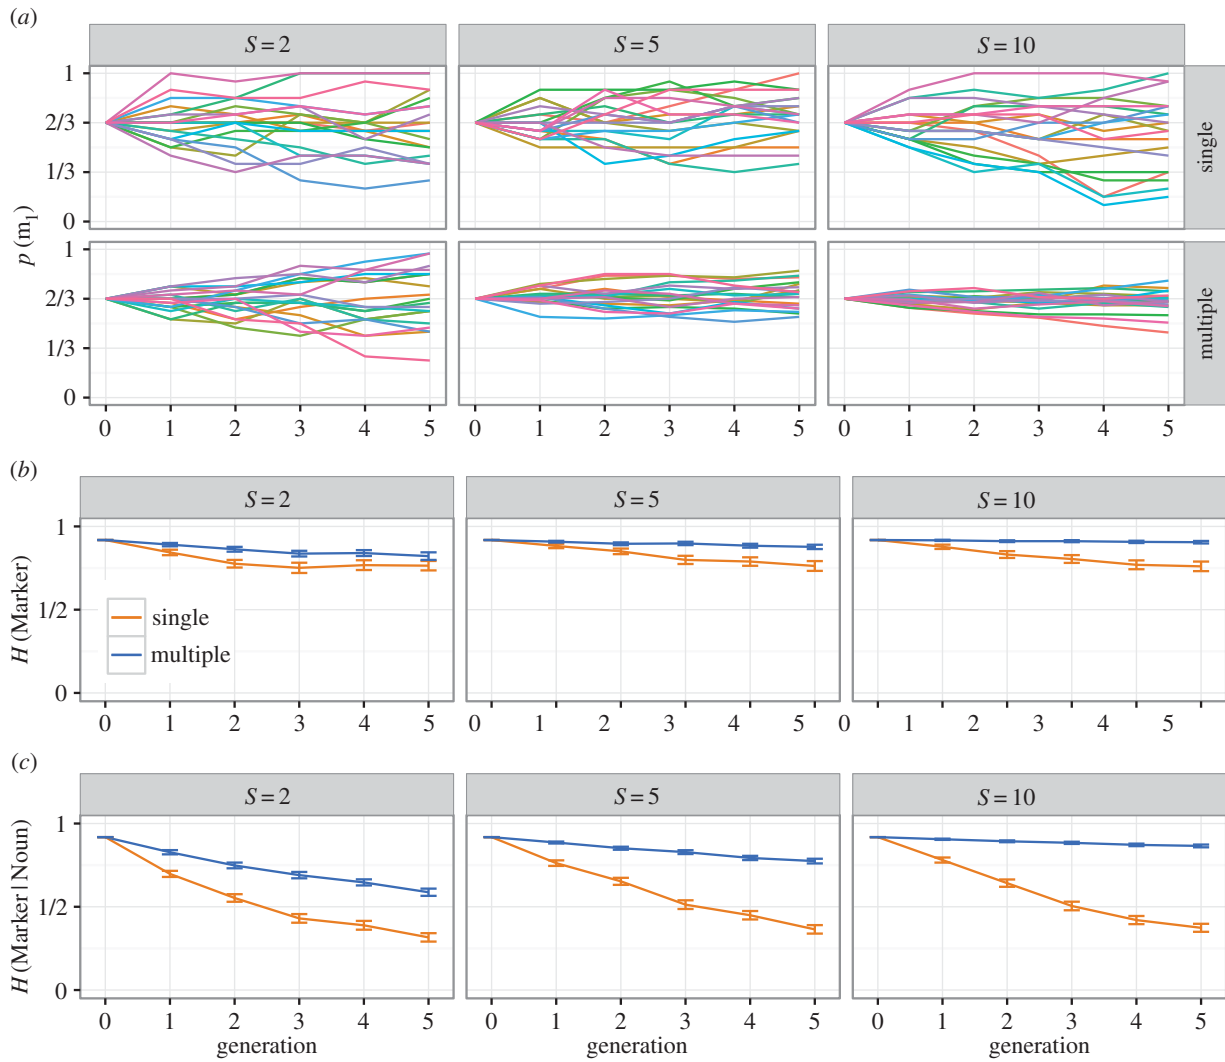 (a)
S = 2 S = 5 S = 10
1
2/3
1/3
0
single
p (m1)
1
2/3
1/3
0
multiple
0 1 2 3 4 5 0 1 2 3 4 5 0 1 2 3 4 5
(b)
S = 2 S = 5 S = 10
1
1/2
0
H (Marker)
single
multiple
0 1 2 3 4 5 0 1 2 3 4 5 0 1 2 3 4 5
(c)
S = 2 S = 5 S = 10
1
1/2
0
H (Marker | Noun)
0 1 2 3 4 5 0 1 2 3 4 5 0 1 2 3 4 5
generation generation generation